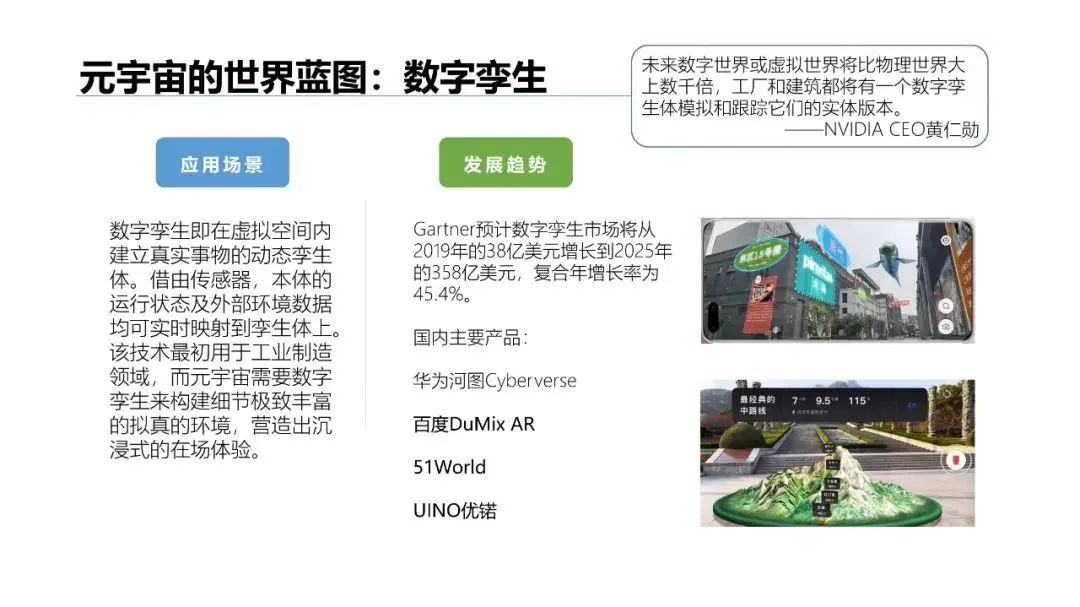 元宇宙的世界蓝图：数字孪生
未来数字世界或虚拟世界将比物理世界大
上数千倍，工厂和建筑都将有一个数字孪
生体模拟和跟踪它们的实体版本。
——NVIDIA CEO黄仁勋
应用场景
数字孪生即在虚拟空间内
建立真实事物的动态孪生
体。借由传感器，本体的
运行状态及外部环境数据
均可实时映射到孪生体上。
该技术最初用于工业制造
领域，而元宇宙需要数字
孪生来构建细节极致丰富
的拟真的环境，营造出沉
浸式的在场体验。
发展趋势
Gartner预计数字孪生市场将从
2019年的38亿美元增长到2025年
的358亿美元，复合年增长率为
45.4%。
国内主要产品：
华为河图Cyberverse
百度DuMix AR
51World
UINO优锘
最经典的
中路线
7
9.5
115